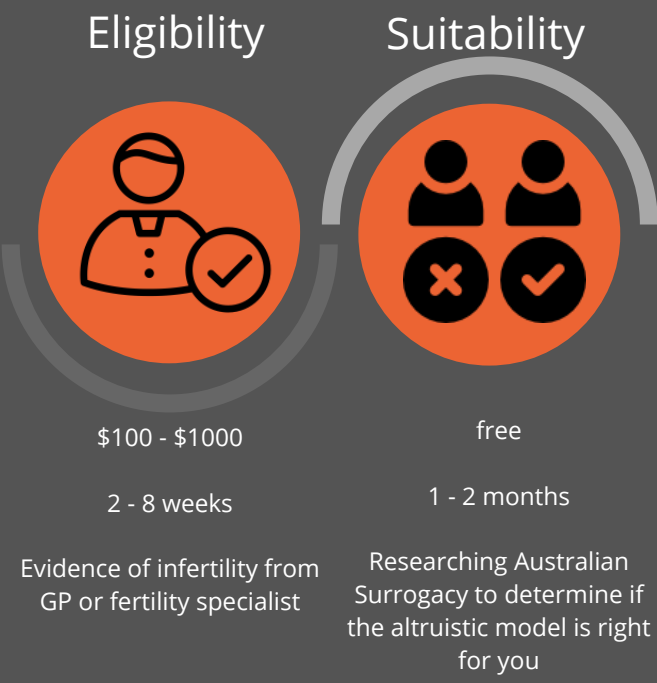 Eligibility
$100 - $1000
2 - 8 weeks
Evidence of infertility from
GP or fertility specialist
Suitability
free
1 - 2 months
Researching Australian
Surrogacy to determine if
the altruistic model is right
for you